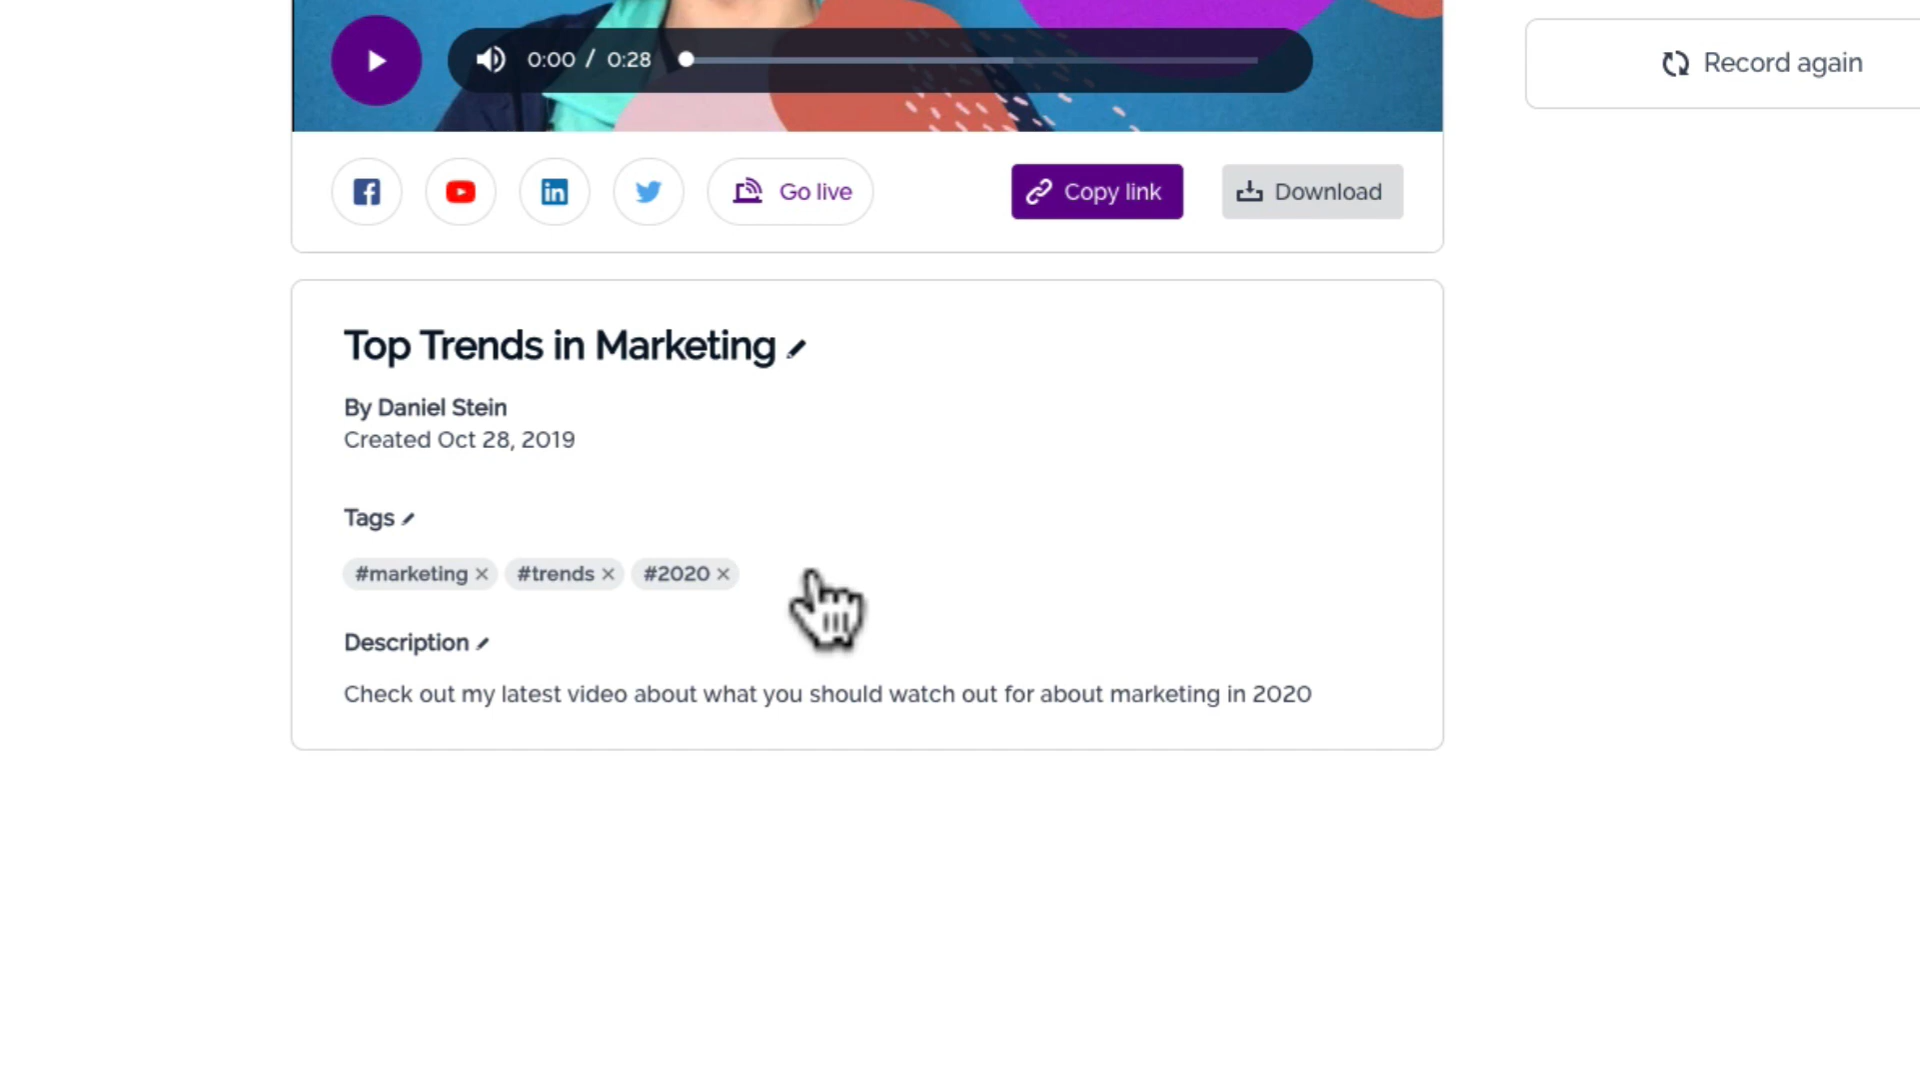 0:00 / 0:28
Record again
Go live
Copy link
Download
Top Trends in Marketing
By Daniel Stein
Created Oct 28, 2019
Tags
#marketing × #trends × #2020 ×
Description
Check out my latest video about what you should watch out for about marketing in 2020